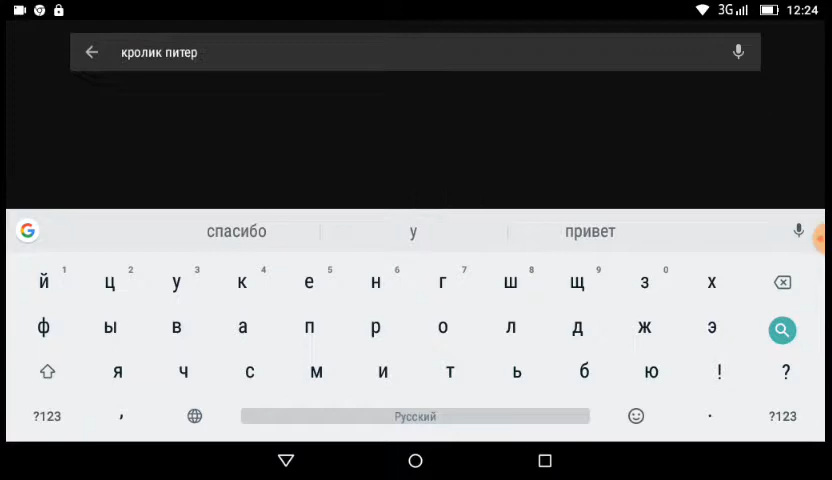 3G 12:24
кролик питер
спасибо у привет
й 1 ц 2 у 3 к 4 е 5 н 6 г 7 ш 8 щ 9 з 0 х
ф ы в а п р о л д ж э
я ч с м и т ь б ю ! ?
?123 , Русский . ?123